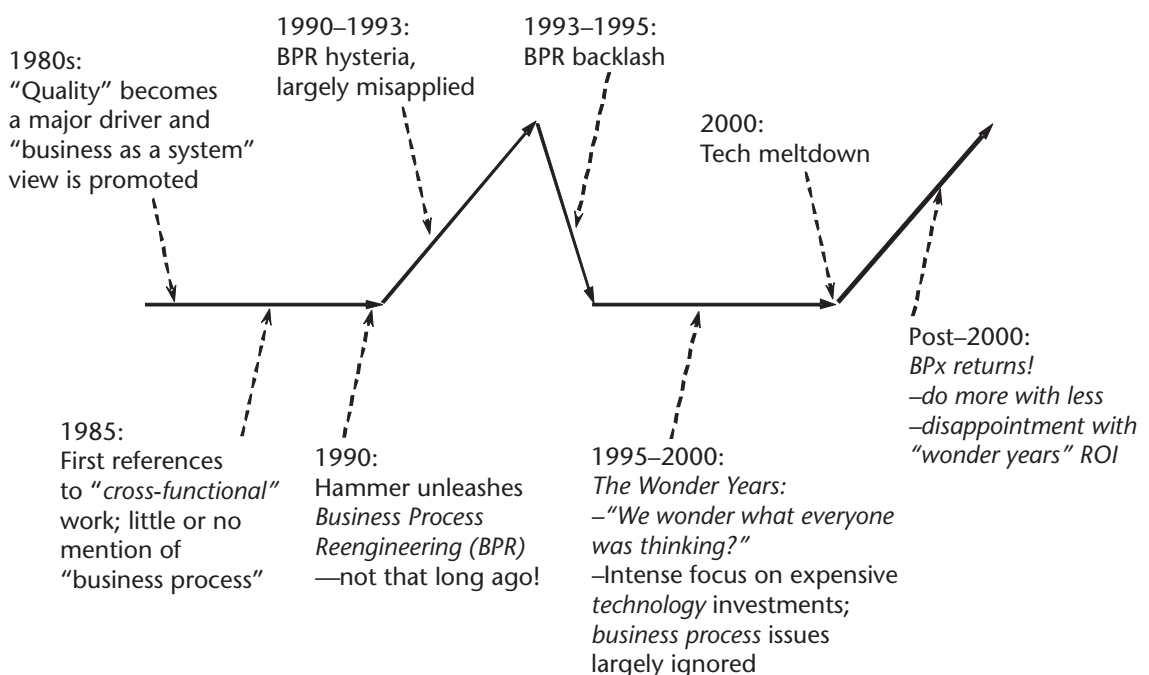 1980s:
“Quality” becomes
a major driver and
“business as a system”
view is promoted
1990–1993:
BPR hysteria,
largely misapplied
1993–1995:
BPR backlash
2000:
Tech meltdown
1985:
First references
to “cross-functional”
work; little or no
mention of
“business process”
1990:
Hammer unleashes
Business Process
Reengineering (BPR)
—not that long ago!
1995–2000:
The Wonder Years:
–“We wonder what everyone
was thinking?”
–Intense focus on expensive
technology investments;
business process issues
largely ignored
Post–2000:
BPx returns!
–do more with less
–disappointment with
“wonder years” ROI